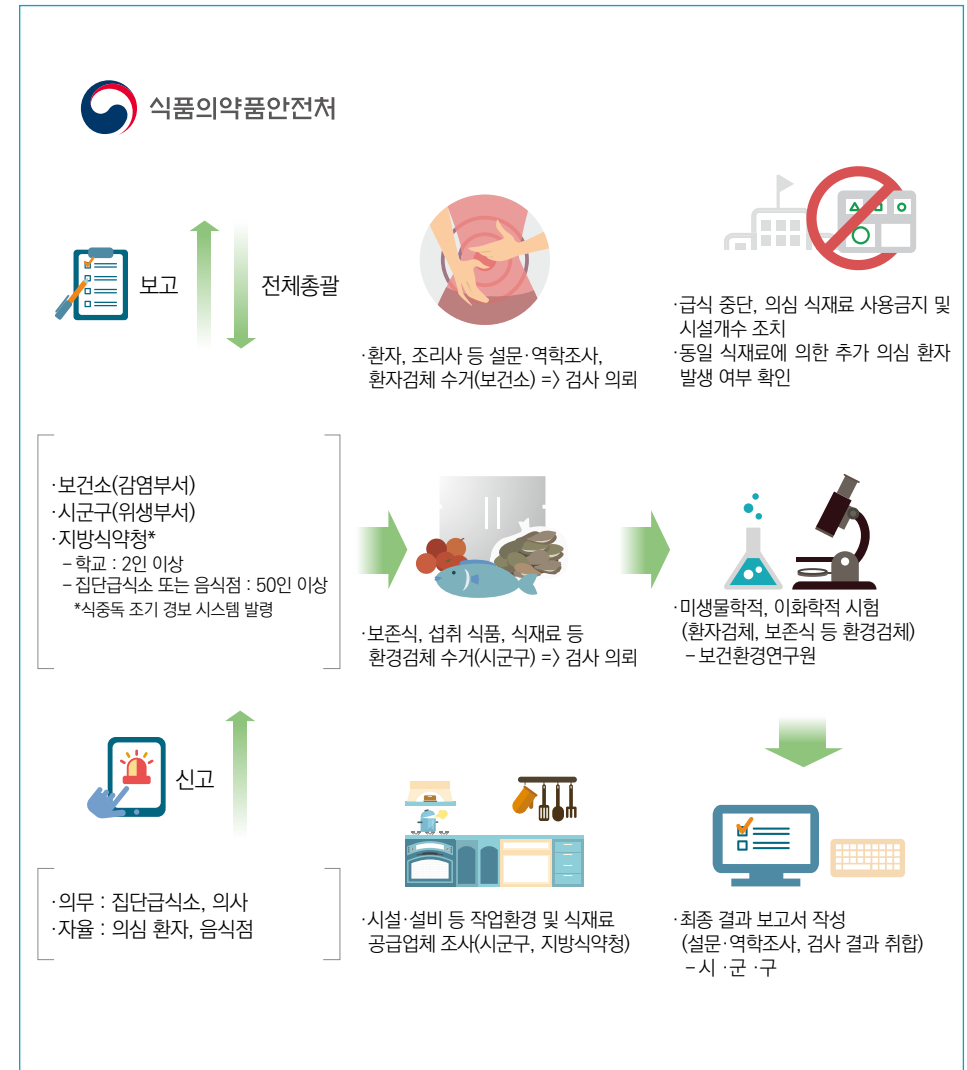 식품의약품안전처
보고
전체총괄
·환자, 조리사 등 설문·역학조사,
환자검체 수거(보건소) => 검사 의뢰
·급식 중단, 의심 식재료 사용금지 및
시설개수 조치
·동일 식재료에 의한 추가 의심 환자
발생 여부 확인
·보건소(감염부서)
·시군구(위생부서)
·지방식약청*
– 학교 : 2인 이상
– 집단급식소 또는 음식점 : 50인 이상
*식중독 조기 경보 시스템 발령
·보존식, 섭취 식품, 식재료 등
환경검체 수거(시군구) => 검사 의뢰
·미생물학적, 이화학적 시험
(환자검체, 보존식 등 환경검체)
– 보건환경연구원
신고
·의무 : 집단급식소, 의사
·자율 : 의심 환자, 음식점
·시설·설비 등 작업환경 및 식재료
공급업체 조사(시군구, 지방식약청)
·최종 결과 보고서 작성
(설문·역학조사, 검사 결과 취합)
– 시 ·군 ·구